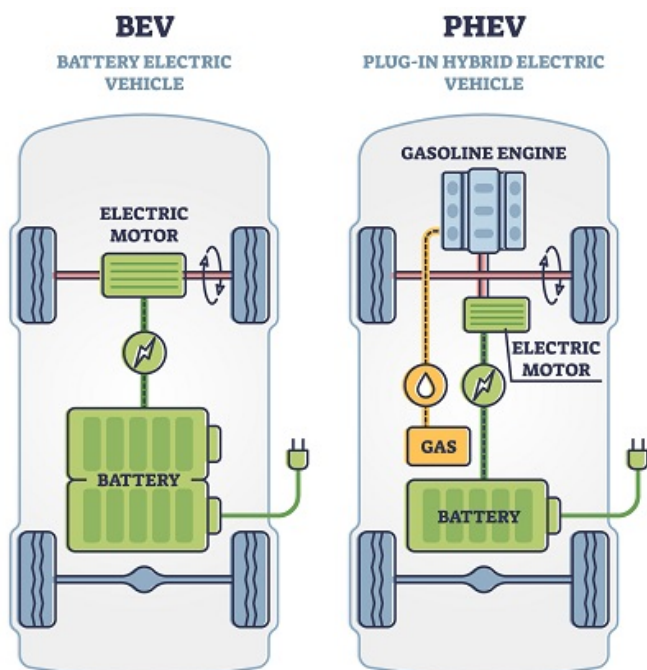 BEV
BATTERY ELECTRIC
VEHICLE
ELECTRIC
MOTOR
BATTERY
PHEV
PLUG-IN HYBRID ELECTRIC
VEHICLE
GASOLINE ENGINE
ELECTRIC
MOTOR
GAS
BATTERY